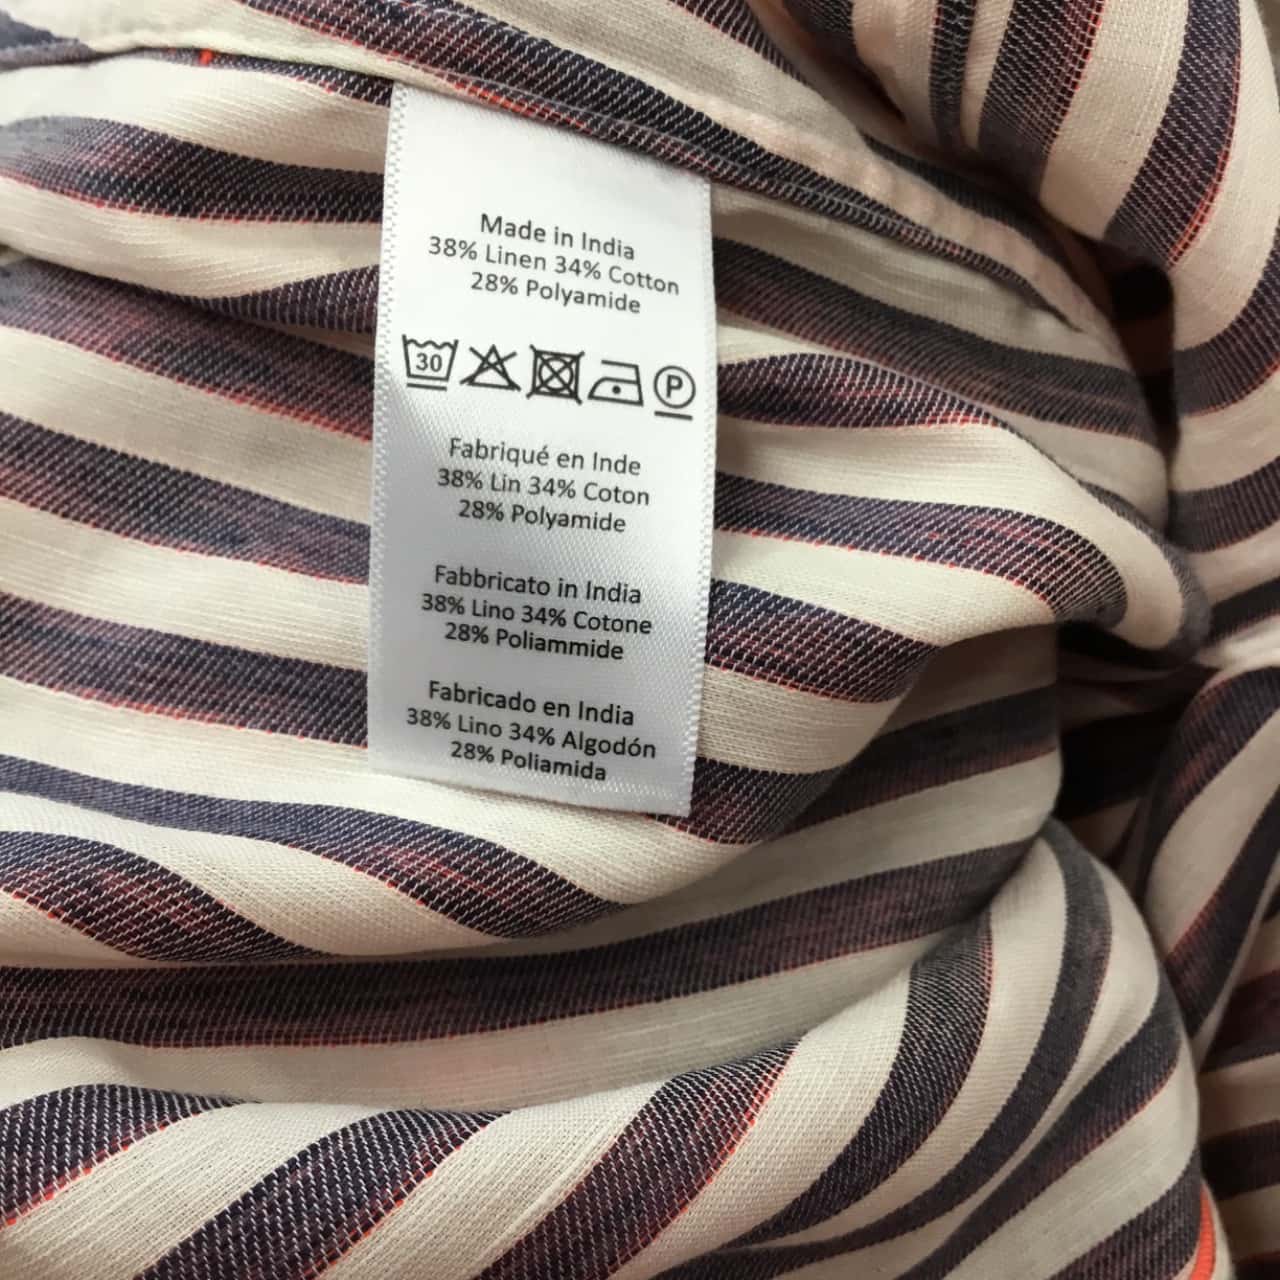 Made in India
38% Linen 34% Cotton
28% Polyamide
30 P
Fabriqué en Inde
38% Lin 34% Coton
28% Polyamide
Fabbricato in India
38% Lino 34% Cotone
28% Poliammide
Fabricado en India
38% Lino 34% Algodón
28% Poliamida